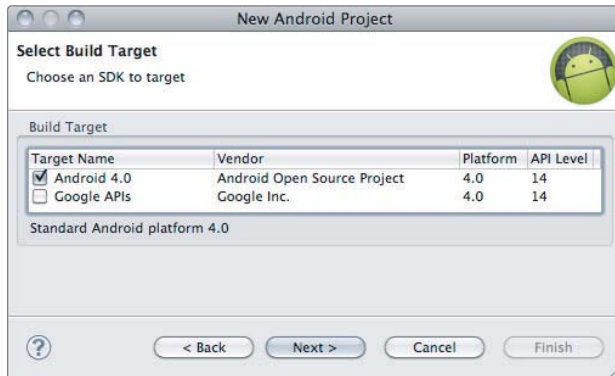 New Android Project
Select Build Target
Choose an SDK to target
Build Target
Target Name Vendor Platform API Level
Android 4.0 Android Open Source Project 4.0 14
Google APIs Google Inc. 4.0 14
Standard Android platform 4.0
? < Back Next > Cancel Finish